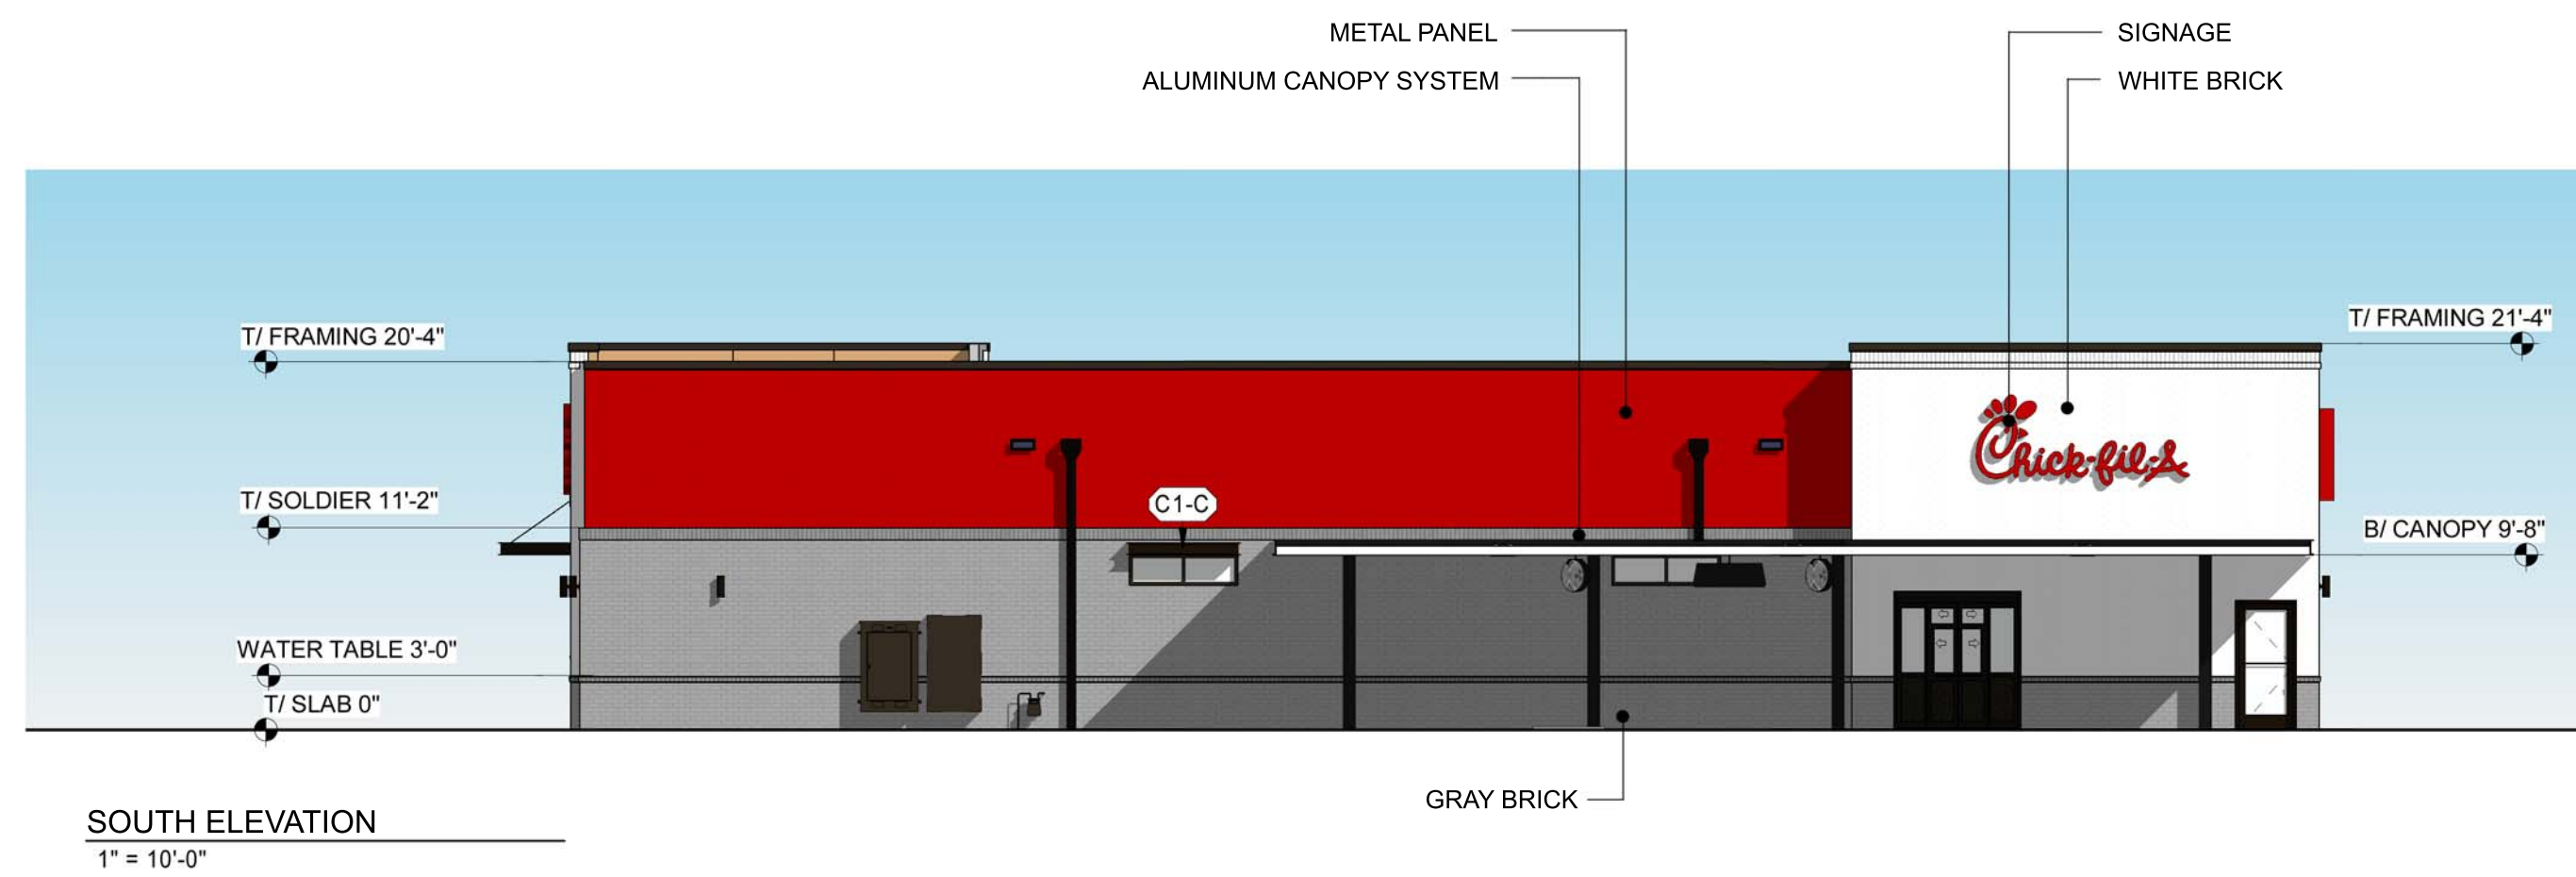 METAL PANEL
SIGNAGE
ALUMINUM CANOPY SYSTEM
WHITE BRICK
T/ FRAMING 20'-4"
T/ FRAMING 21'-4"
Chick-fil-A
T/ SOLDIER 11'-2"
C1-C
B/ CANOPY 9'-8"
WATER TABLE 3'-0"
T/ SLAB 0"
GRAY BRICK
SOUTH ELEVATION
1" = 10'-0"